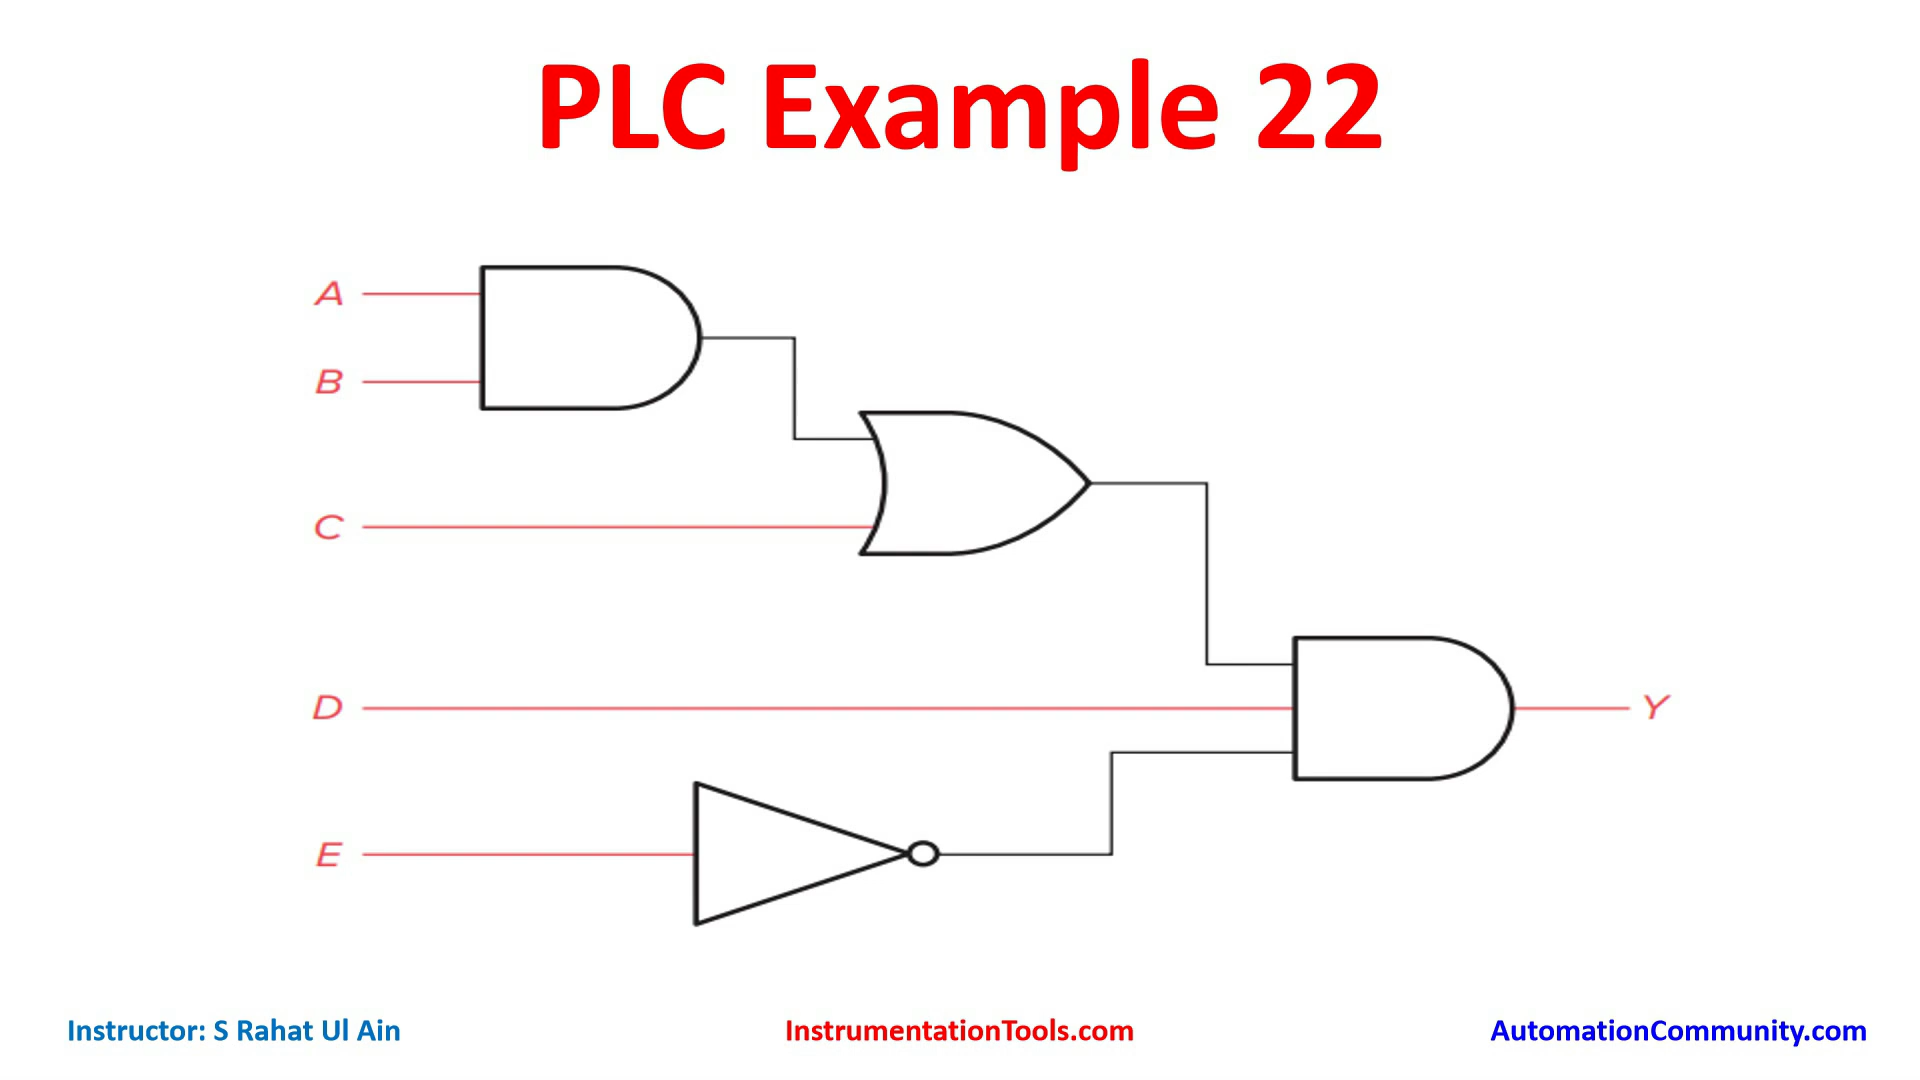 PLC Example 22
A
B
C
D
Y
E
Instructor: S Rahat Ul Ain
InstrumentationTools.com
AutomationCommunity.com